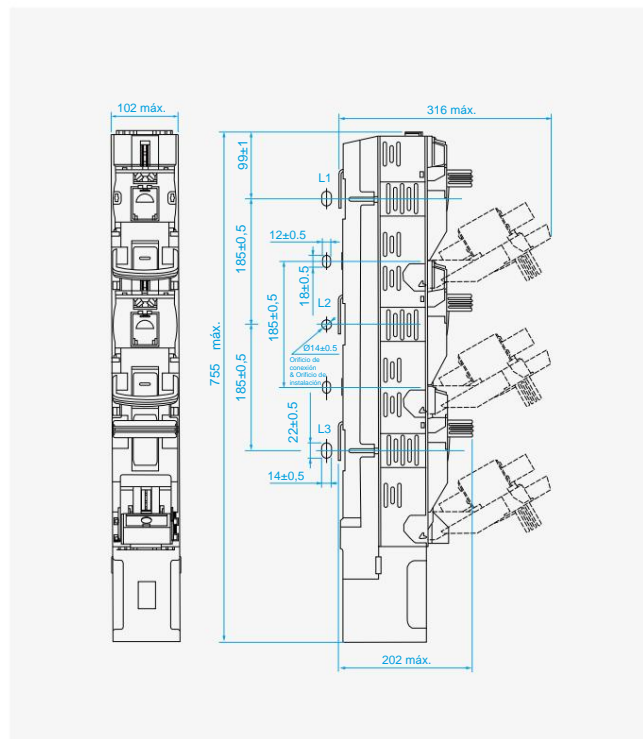 102 máx.
316 máx.
99±1
L1
185±0,5
12±0.5
18±0.5
L2
185±0,5
755 máx.
Ø14±0.5
Orificio de
conexión
& Orificio de
instalación
185±0,5
22±0.5
L3
14±0,5
202 máx.